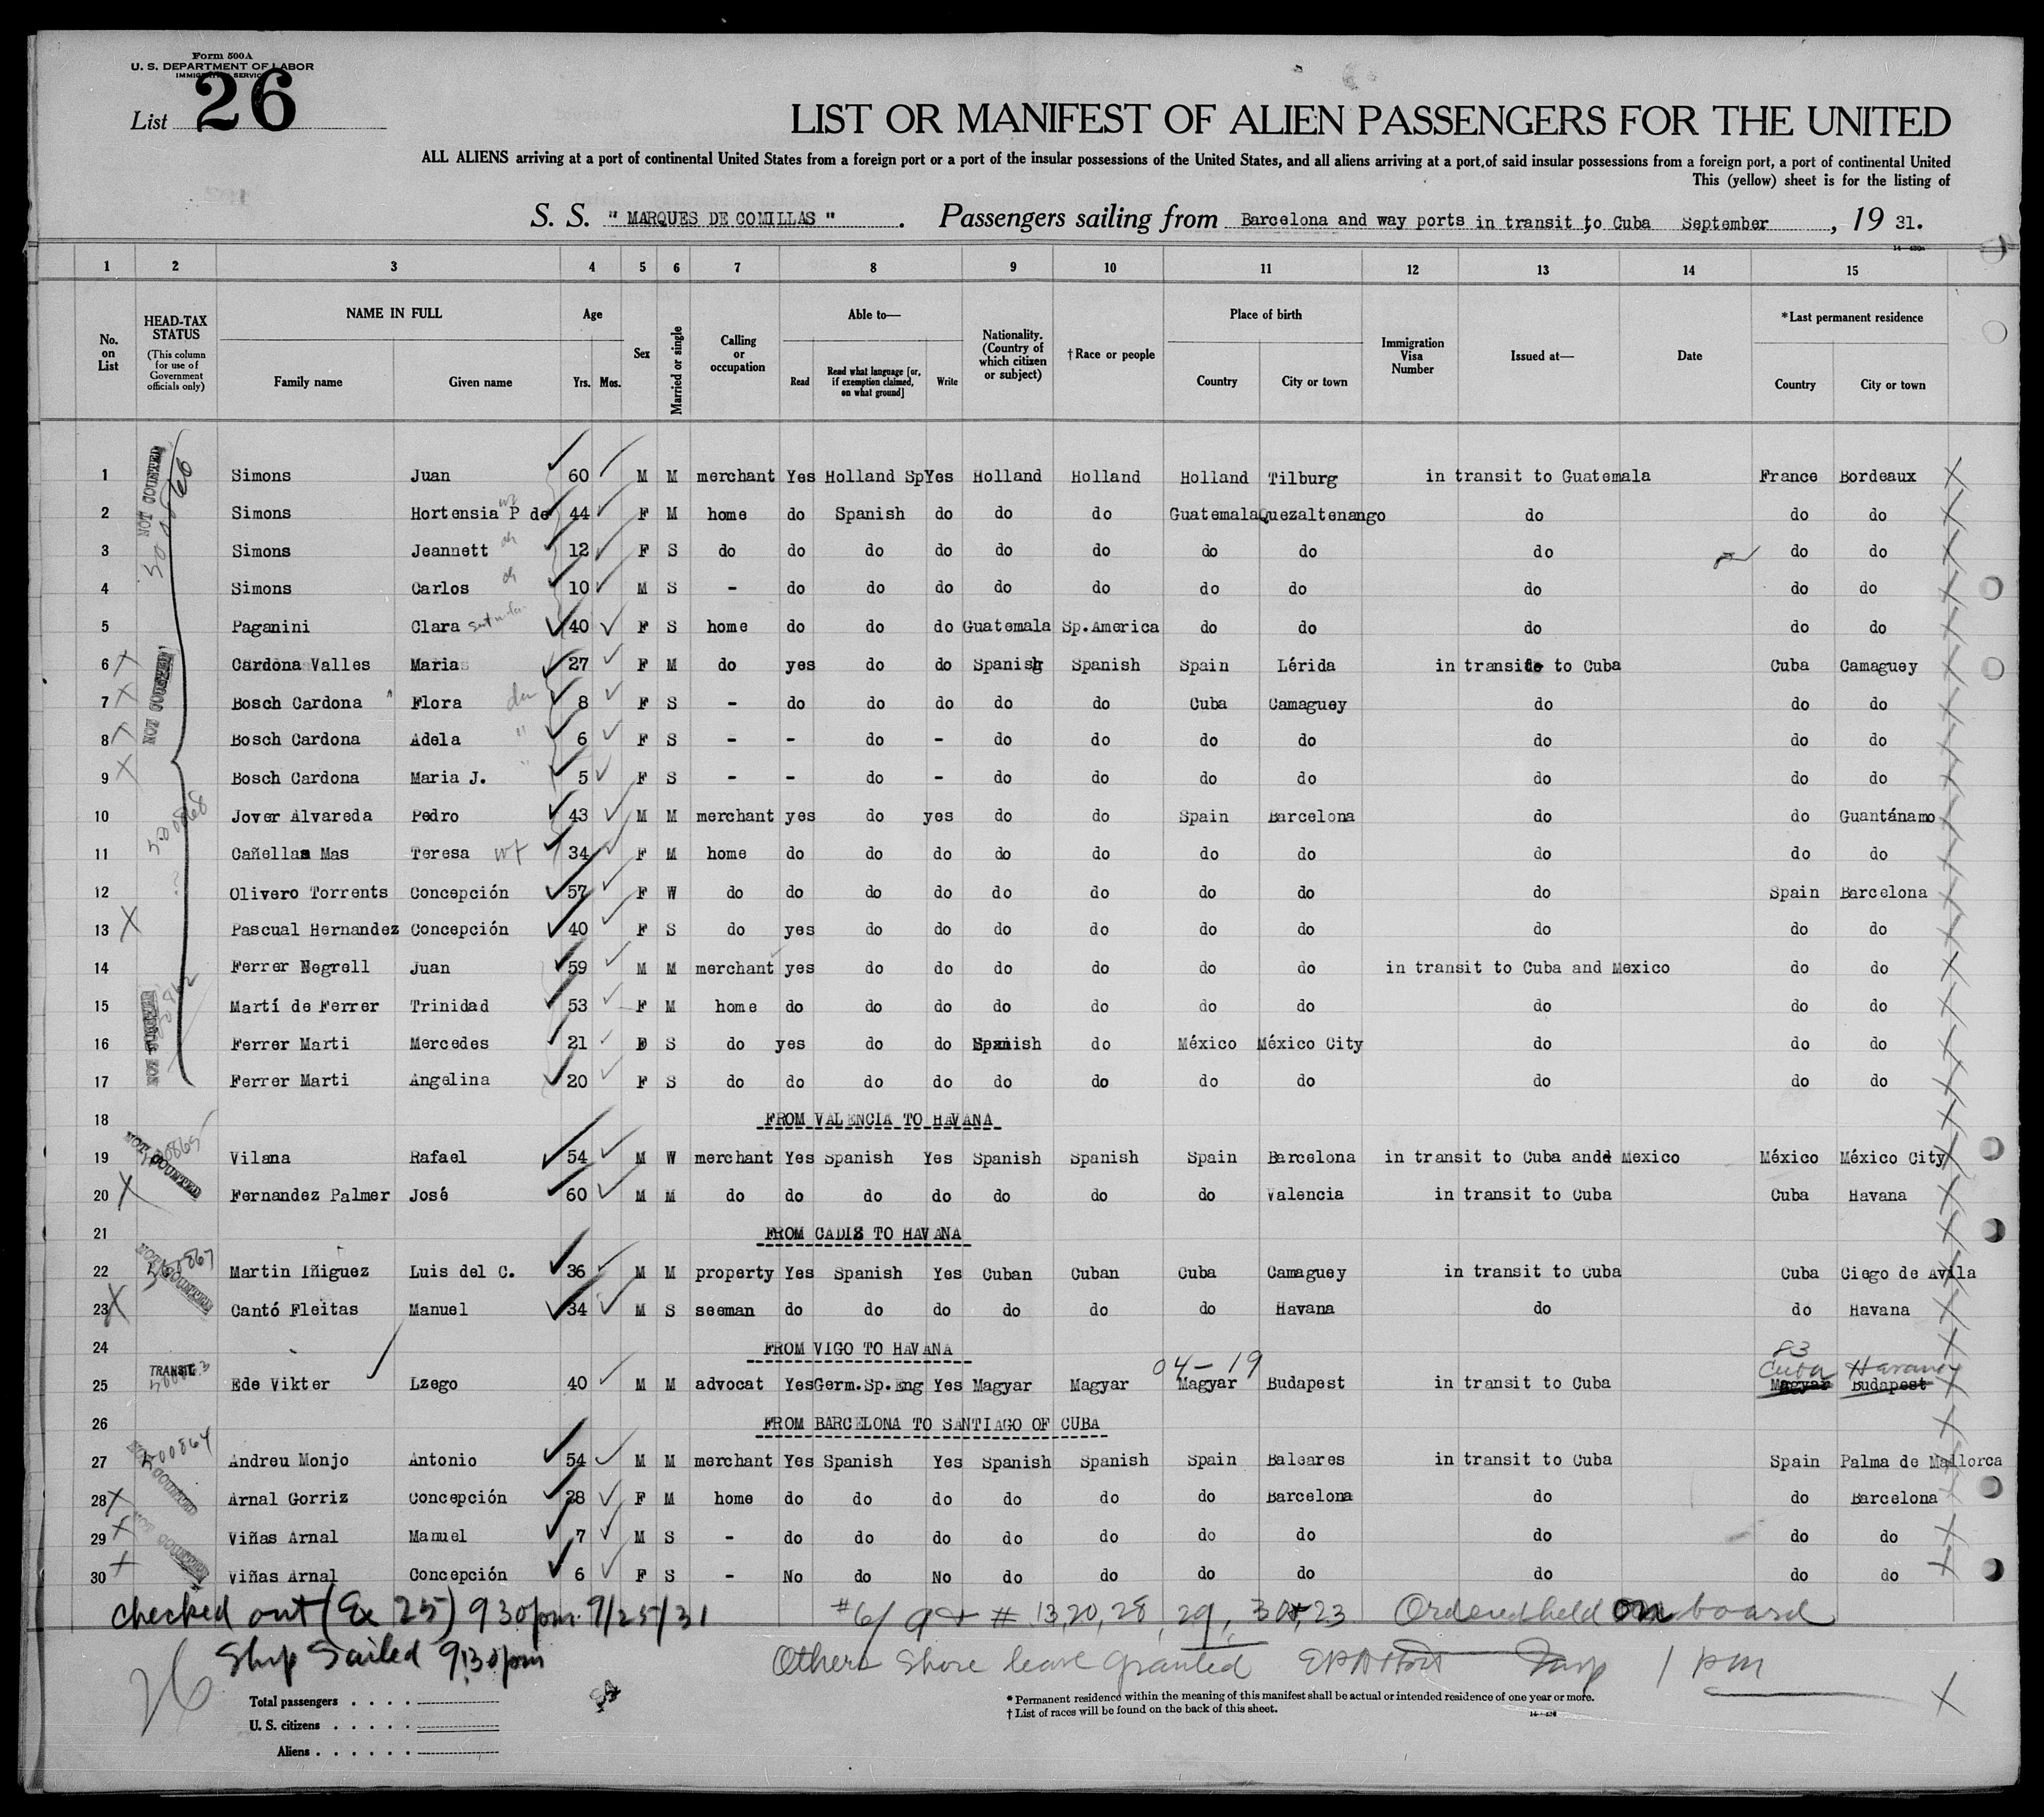 Form 500A
U. S. DEPARTMENT OF LABOR
IMMIGRATION SERVICE
List 26
LIST OR MANIFEST OF ALIEN PASSENGERS FOR THE UNITED
ALL ALIENS arriving at a port of continental United States from a foreign port or a port of the insular possessions of the United States, and all aliens arriving at a port of said insular possessions from a foreign port, a port of continental United
This (yellow) sheet is for the listing of
S. S. " MARQUES DE COMILLAS " . Passengers sailing from Barcelona and way ports in transit to Cuba September , 19 31.
1 2 3 4 5 6 7 8 9 10 11 12 13 14 15
No. on List
HEAD-TAX STATUS (This column for use of Government officials only)
NAME IN FULL Family name Given name
Age Yrs. Mos.
Sex
Married or single
Calling or occupation
Able to— Read Read what language [or, if exemption claimed, on what ground] Write
Nationality. (Country of which citizen or subject)
† Race or people
Place of birth Country City or town
Immigration Visa Number
Issued at—
Date
*Last permanent residence Country City or town
1 Simons Juan 60 M M merchant Yes Holland Sp Yes Holland Holland Holland Tilburg in transit to Guatemala France Bordeaux
2 Simons Hortensia P de 44 F M home do Spanish do do do Guatemala Quezaltenango do do do
3 Simons Jeannett 12 F S do do do do do do do do do do do
4 Simons Carlos 10 M S - do do do do do do do do do do
5 Paganini Clara 40 F S home do do do Guatemala Sp.America do do do do do
6 Cardona Valles Maria 27 F M do yes do do Spanish Spanish Spain Lérida in transito to Cuba Cuba Camaguey
7 Bosch Cardona Flora 8 F S - do do do do do Cuba Camaguey do do do
8 Bosch Cardona Adela 6 F S - - do - do do do do do do do
9 Bosch Cardona Maria J. 5 F S - - do - do do do do do do do
10 Jover Alvareda Pedro 43 M M merchant yes do yes do do Spain Barcelona do do Guantánamo
11 Cañellas Mas Teresa wf 34 F M home do do do do do do do do do do
12 Olivero Torrents Concepción 57 F W do do do do do do do do do Spain Barcelona
13 Pascual Hernandez Concepción 40 F S do yes do do do do do do do do do
14 Ferrer Negrell Juan 59 M M merchant yes do do do do do do in transit to Cuba and Mexico do do
15 Martí de Ferrer Trinidad 53 F M home do do do do do do do do do do
16 Ferrer Marti Mercedes 21 F S do yes do do Spanish do México México City do do do
17 Ferrer Marti Angelina 20 F S do do do do do do do do do do do
18 FROM VALENCIA TO HAVANA
19 Vilana Rafael 54 M W merchant Yes Spanish Yes Spanish Spanish Spain Barcelona in transit to Cuba and Mexico México México City
20 Fernandez Palmer José 60 M M do do do do do do do Valencia in transit to Cuba Cuba Havana
21 FROM CADIZ TO HAVANA
22 Martin Iñiguez Luis del C. 36 M M property Yes Spanish Yes Cuban Cuban Cuba Camaguey in transit to Cuba Cuba Ciego de Avila
23 Cantó Fleitas Manuel 34 M S seeman do do do do do do Havana do do Havana
24 FROM VIGO TO HAVANA
04-19 83 Cuba
TRANSIT
25 Ede Vikter Lzego 40 M M advocat Yes Germ.Sp.Eng Yes Magyar Magyar Magyar Budapest in transit to Cuba Magyar Budapest
26 FROM BARCELONA TO SANTIAGO OF CUBA
27 Andreu Monjo Antonio 54 M M merchant Yes Spanish Yes Spanish Spanish Spain Baleares in transit to Cuba Spain Palma de Mallorca
28 Arnal Gorriz Concepción 28 F M home do do do do do do Barcelona do do Barcelona
29 Viñas Arnal Manuel 7 M S - do do do do do do do do do do
30 Viñas Arnal Concepción 6 F S - No do No do do do do do do do
NOT COUNTED
checked out (Ex 25) 930pm 9/25/31 #6/9 + # 13,20,28, 29, 30 + 23 Ordered held on board
Ship Sailed 930pm Others Shore leave granted 1 PM
26
Total passengers . . . .
U. S. citizens . . . . .
Aliens . . . . . .
* Permanent residence within the meaning of this manifest shall be actual or intended residence of one year or more.
† List of races will be found on the back of this sheet.